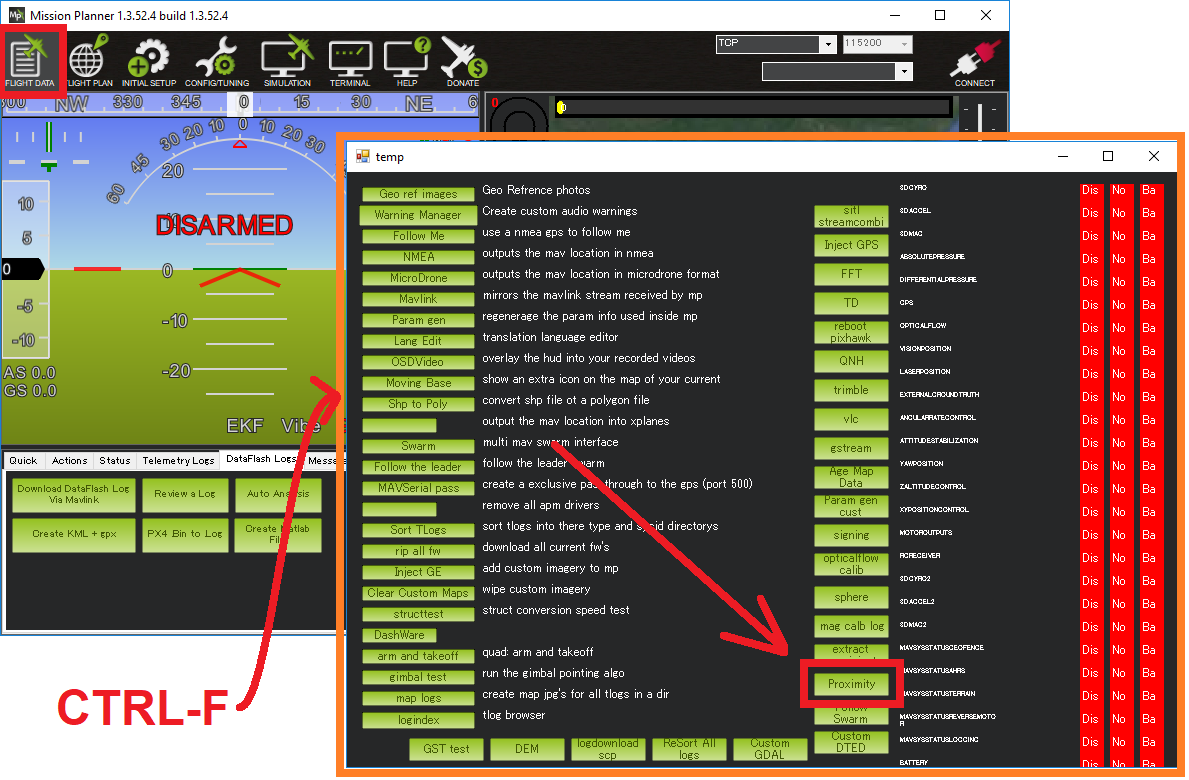 Mission Planner 1.3.52.4 build 1.3.52.4
FLIGHT DATA
FLIGHT PLAN
INITIAL SETUP
CONFIG/TUNING
SIMULATION
TERMINAL
HELP
DONATE
TCP
115200
CONNECT
NW 330 345 0 15 30 NE 6
0
60 45 30 20 10 0 10 20 30
20
10
5
0
-5
-10
DISARMED
0
-10
-20
AS 0.0
GS 0.0
EKF Vibe
Quick Actions Status Telemetry Logs DataFlash Logs
Download DataFlash Log Via Mavlink
Review a Log
Auto Analysis
Create KML + gpx
PX4 Bin to Log
Create Matlab
CTRL-F
temp
Geo ref images Geo Refrence photos
Warning Manager Create custom audio warnings
Follow Me use a nmea gps to follow me
NMEA outputs the mav location in nmea
MicroDrone outputs the mav location in microdrone format
Mavlink mirrors the mavlink stream received by mp
Param gen regenerage the param info used inside mp
Lang Edit translation language editor
OSDVideo overlay the hud into your recorded videos
Moving Base show an extra icon on the map of your current
Shp to Poly convert shp file ot a polygon file
output the mav location into xplanes
Swarm multi mav swarm interface
Follow the leader follow the leader swarm
MAVSerial pass create a exclusive pass through to the gps (port 500)
remove all apm drivers
Sort TLogs sort tlogs into there type and sysid directorys
rip all fw download all current fw's
Inject GE add custom imagery to mp
Clear Custom Maps wipe custom imagery
structtest struct conversion speed test
DashWare
arm and takeoff quad: arm and takeoff
gimbal test run the gimbal pointing algo
map logs create map jpg's for all tlogs in a dir
logindex tlog browser
GST test
DEM
logdownload scp
ReSort All logs
Custom GDAL
sitl streamcombi
Inject GPS
FFT
TD
reboot pixhawk
QNH
trimble
vlc
gstream
Age Map Data
Param gen cust
signing
opticalflow calib
sphere
mag calb log
extract
Proximity
Follow Swarm
Custom DTED
3DGYRO Dis No Ba
3DACCEL Dis No Ba
3DMAG Dis No Ba
ABSOLUTEPRESSURE Dis No Ba
DIFFERENTIALPRESSURE Dis No Ba
GPS Dis No Ba
OPTICALFLOW Dis No Ba
VISIONPOSITION Dis No Ba
LASERPOSITION Dis No Ba
EXTERNALGROUNDTRUTH Dis No Ba
ANGULARRATECONTROL Dis No Ba
ATTITUDESTABILIZATION Dis No Ba
YAWPOSITION Dis No Ba
ZALTITUDECONTROL Dis No Ba
XYPOSITIONCONTROL Dis No Ba
MOTOROUTPUTS Dis No Ba
RCRECEIVER Dis No Ba
3DGYRO2 Dis No Ba
3DACCEL2 Dis No Ba
3DMAG2 Dis No Ba
MAVSYSSTATUSGEOFENCE Dis No Ba
MAVSYSSTATUSAHRS Dis No Ba
MAVSYSSTATUSTERRAIN Dis No Ba
MAVSYSSTATUSREVERSEMOTOR Dis No Ba
MAVSYSSTATUSLOGGING Dis No Ba
BATTERY Dis No Ba